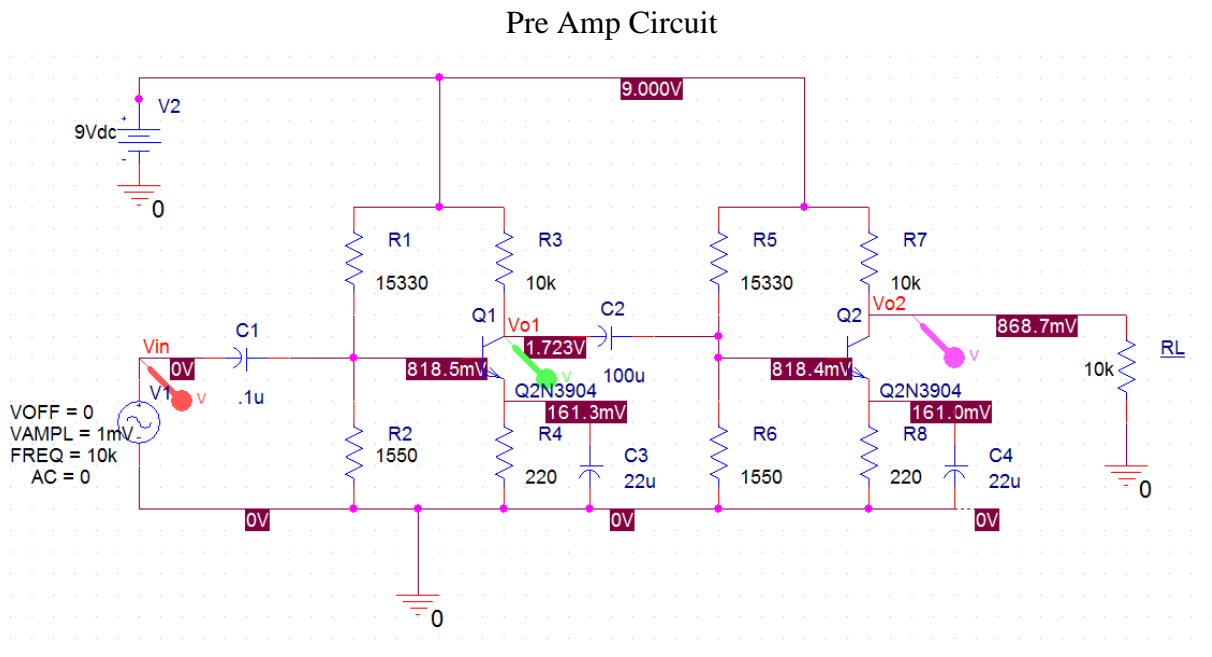 Pre Amp Circuit
9.000V
V2
9Vdc
0
R1
R3
R5
R7
15330
10k
15330
10k
Q1
C2
Q2
Vo2
C1
Vo1
868.7mV
Vin
1.723V
RL
0V
818.5mV
100u
818.4mV
10k
V1
V
.1u
V
V
Q2N3904
Q2N3904
VOFF = 0
161.3mV
161.0mV
VAMPL = 1mV
R2
R4
R6
R8
FREQ = 10k
1550
C3
C4
AC = 0
220
22u
1550
220
22u
0
0V
0V
0V
0